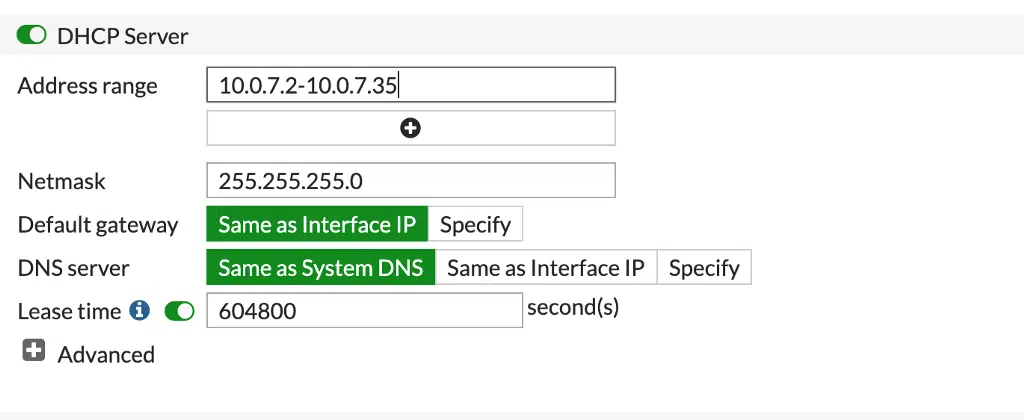 DHCP Server
Address range 10.0.7.2-10.0.7.35
Netmask 255.255.255.0
Default gateway Same as Interface IP Specify
DNS server Same as System DNS Same as Interface IP Specify
Lease time 604800 second(s)
Advanced